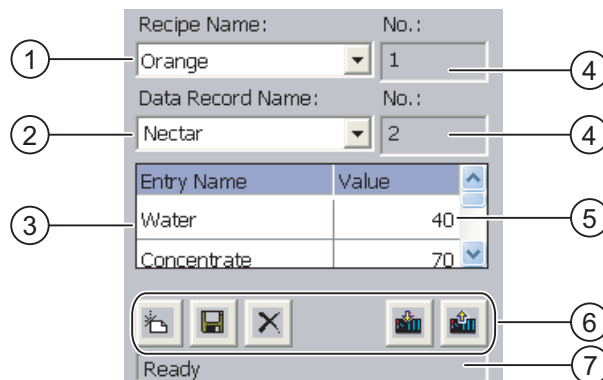 Recipe Name: No.:
① Orange 1 ④
Data Record Name: No.:
② Nectar 2 ④
Entry Name Value
③ Water 40 ⑤
Concentrate 70
⑥
Ready ⑦